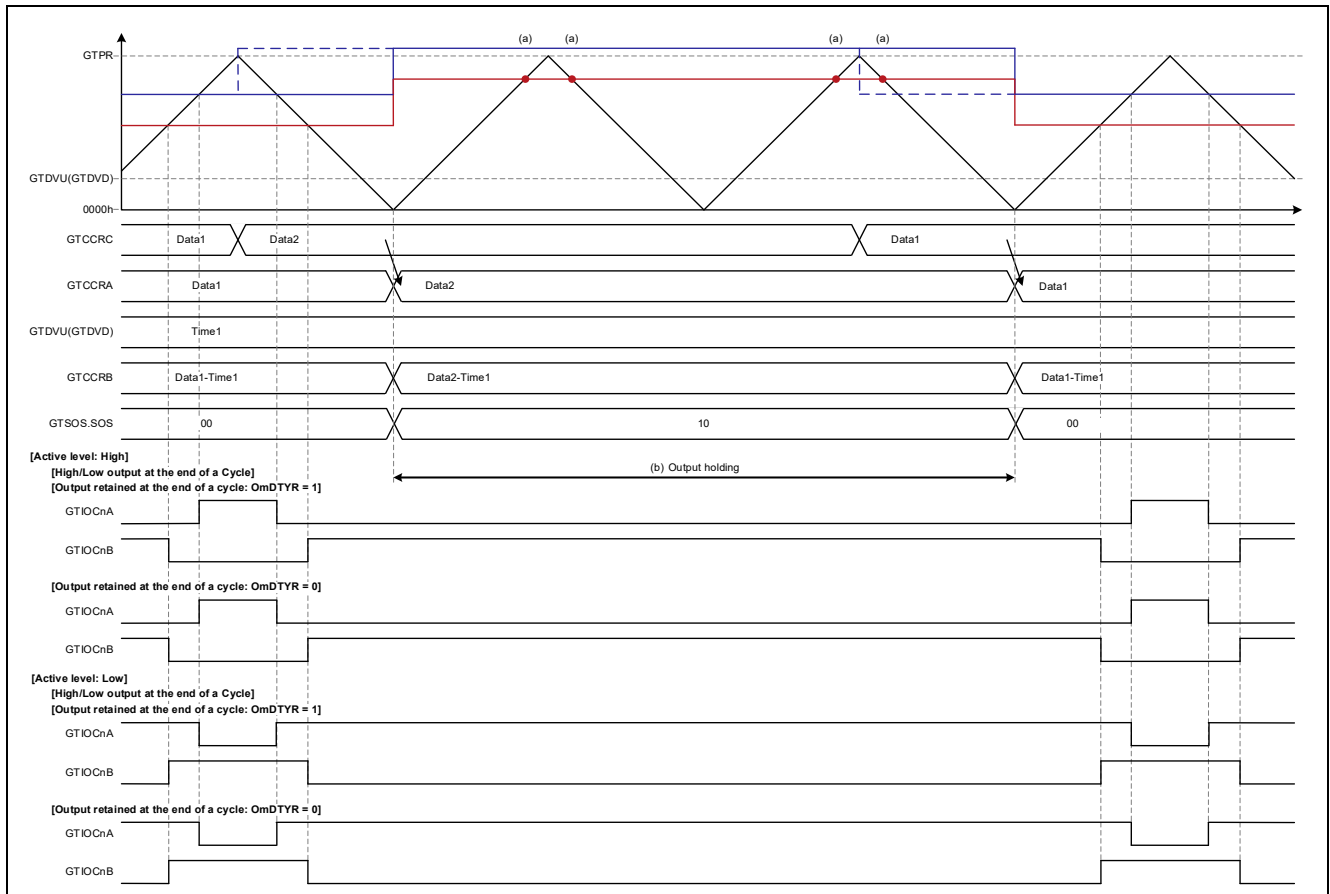 (a) (a) (a) (a)
GTPR
GTDVU(GTDVD)
0000h
GTCCRC Data1 Data2 Data1
GTCCRA Data1 Data2 Data1
GTDVU(GTDVD) Time1
GTCCRB Data1-Time1 Data2-Time1 Data1-Time1
GTSOS.SOS 00 10 00
[Active level: High]
(b) Output holding
[High/Low output at the end of a Cycle]
[Output retained at the end of a cycle: OmDTYR = 1]
GTIOCnA
GTIOCnB
[Output retained at the end of a cycle: OmDTYR = 0]
GTIOCnA
GTIOCnB
[Active level: Low]
[High/Low output at the end of a Cycle]
[Output retained at the end of a cycle: OmDTYR = 1]
GTIOCnA
GTIOCnB
[Output retained at the end of a cycle: OmDTYR = 0]
GTIOCnA
GTIOCnB